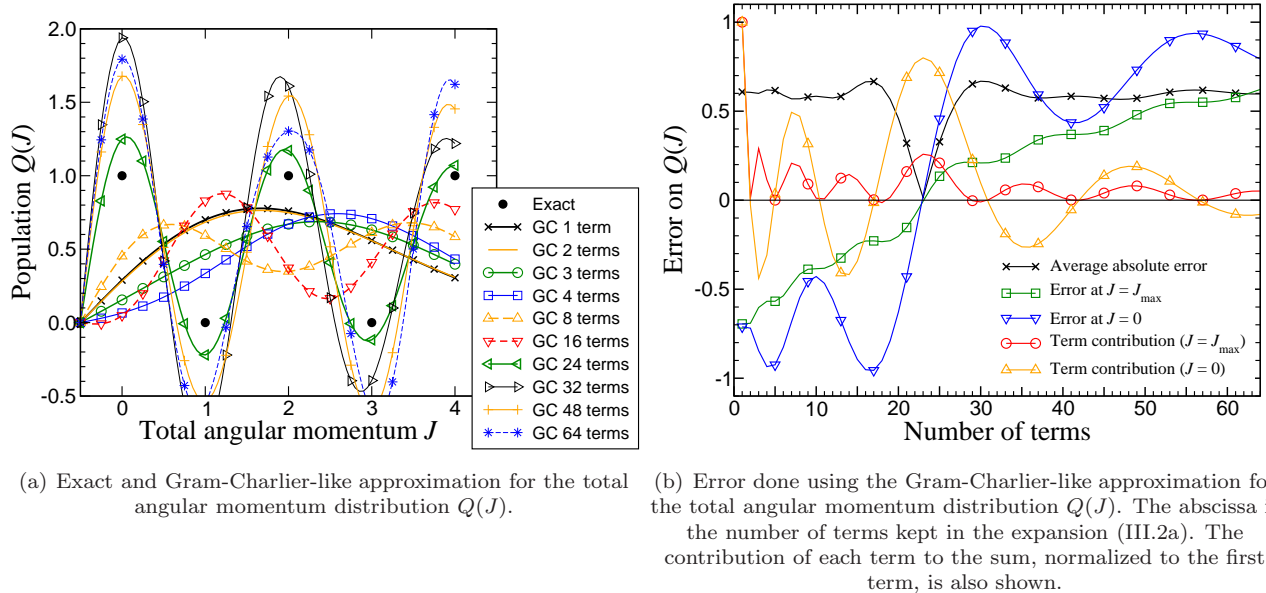 2.0
1.5
1.0
0.5
0.0
-0.5
Population Q(J)
0
1
2
3
4
Total angular momentum J
Exact
GC 1 term
GC 2 terms
GC 3 terms
GC 4 terms
GC 8 terms
GC 16 terms
GC 24 terms
GC 32 terms
GC 48 terms
GC 64 terms
(a) Exact and Gram-Charlier-like approximation for the total
angular momentum distribution Q(J).
1
0.5
0
-0.5
-1
Error on Q(J)
0
10
20
30
40
50
60
Number of terms
Average absolute error
Error at J = Jmax
Error at J = 0
Term contribution (J = Jmax)
Term contribution (J = 0)
(b) Error done using the Gram-Charlier-like approximation fo
the total angular momentum distribution Q(J). The abscissa i
the number of terms kept in the expansion (III.2a). The
contribution of each term to the sum, normalized to the first
term, is also shown.